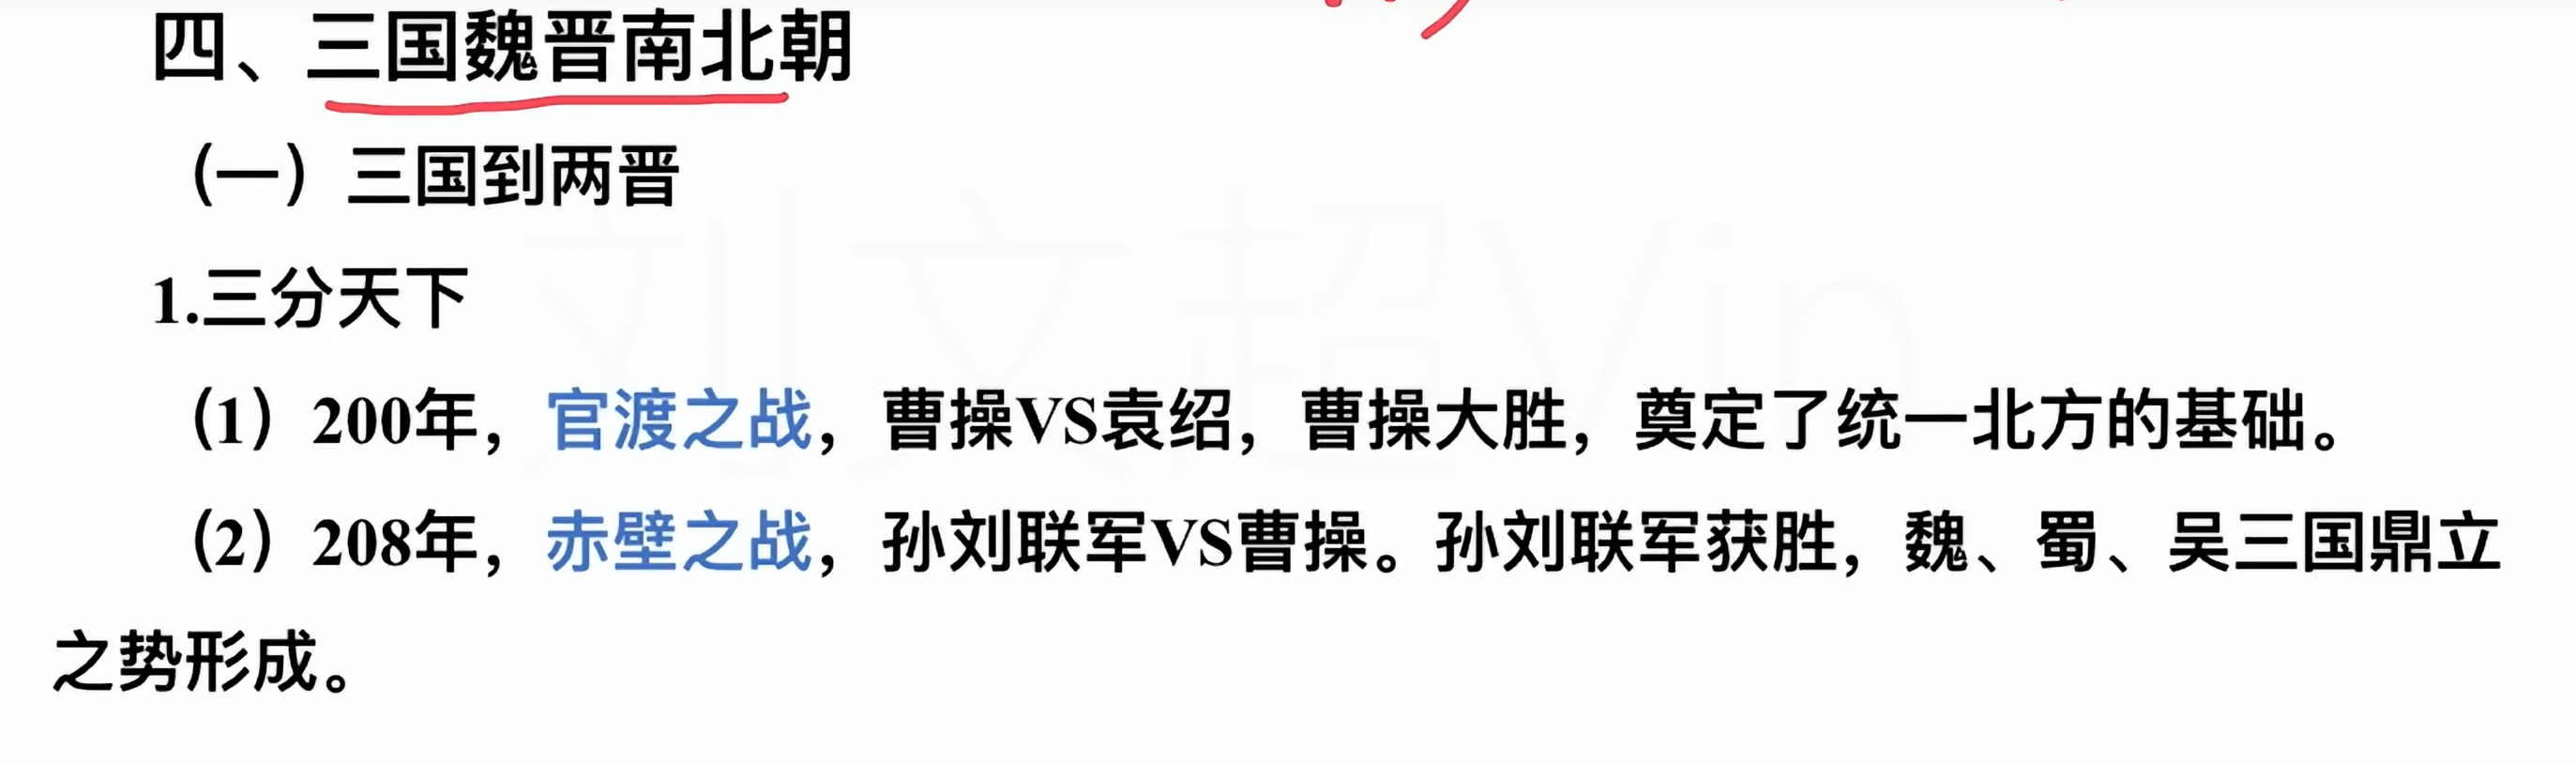 四、三国魏晋南北朝
（一）三国到两晋
1.三分天下
（1）200年，官渡之战，曹操VS袁绍，曹操大胜，奠定了统一北方的基础。
（2）208年，赤壁之战，孙刘联军VS曹操。孙刘联军获胜，魏、蜀、吴三国鼎立
之势形成。
刘文超Vin